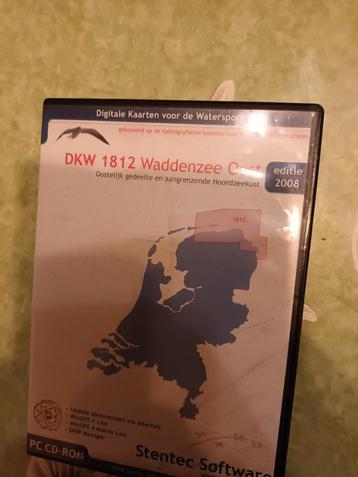 Digitale Kaarten voor de Watersport
gebaseerd op de hydrografische kaarten voor
DKW 1812 Waddenzee Oost
Oostelijk gedeelte en aangrenzende Noordzeekust
editie
2008
1812
- Update abonnement via internet
- WinGPS 4 Lite
- WinGPS 4 Mobile Lite
- DKW Manager
PC CD-ROM
Stentec Software